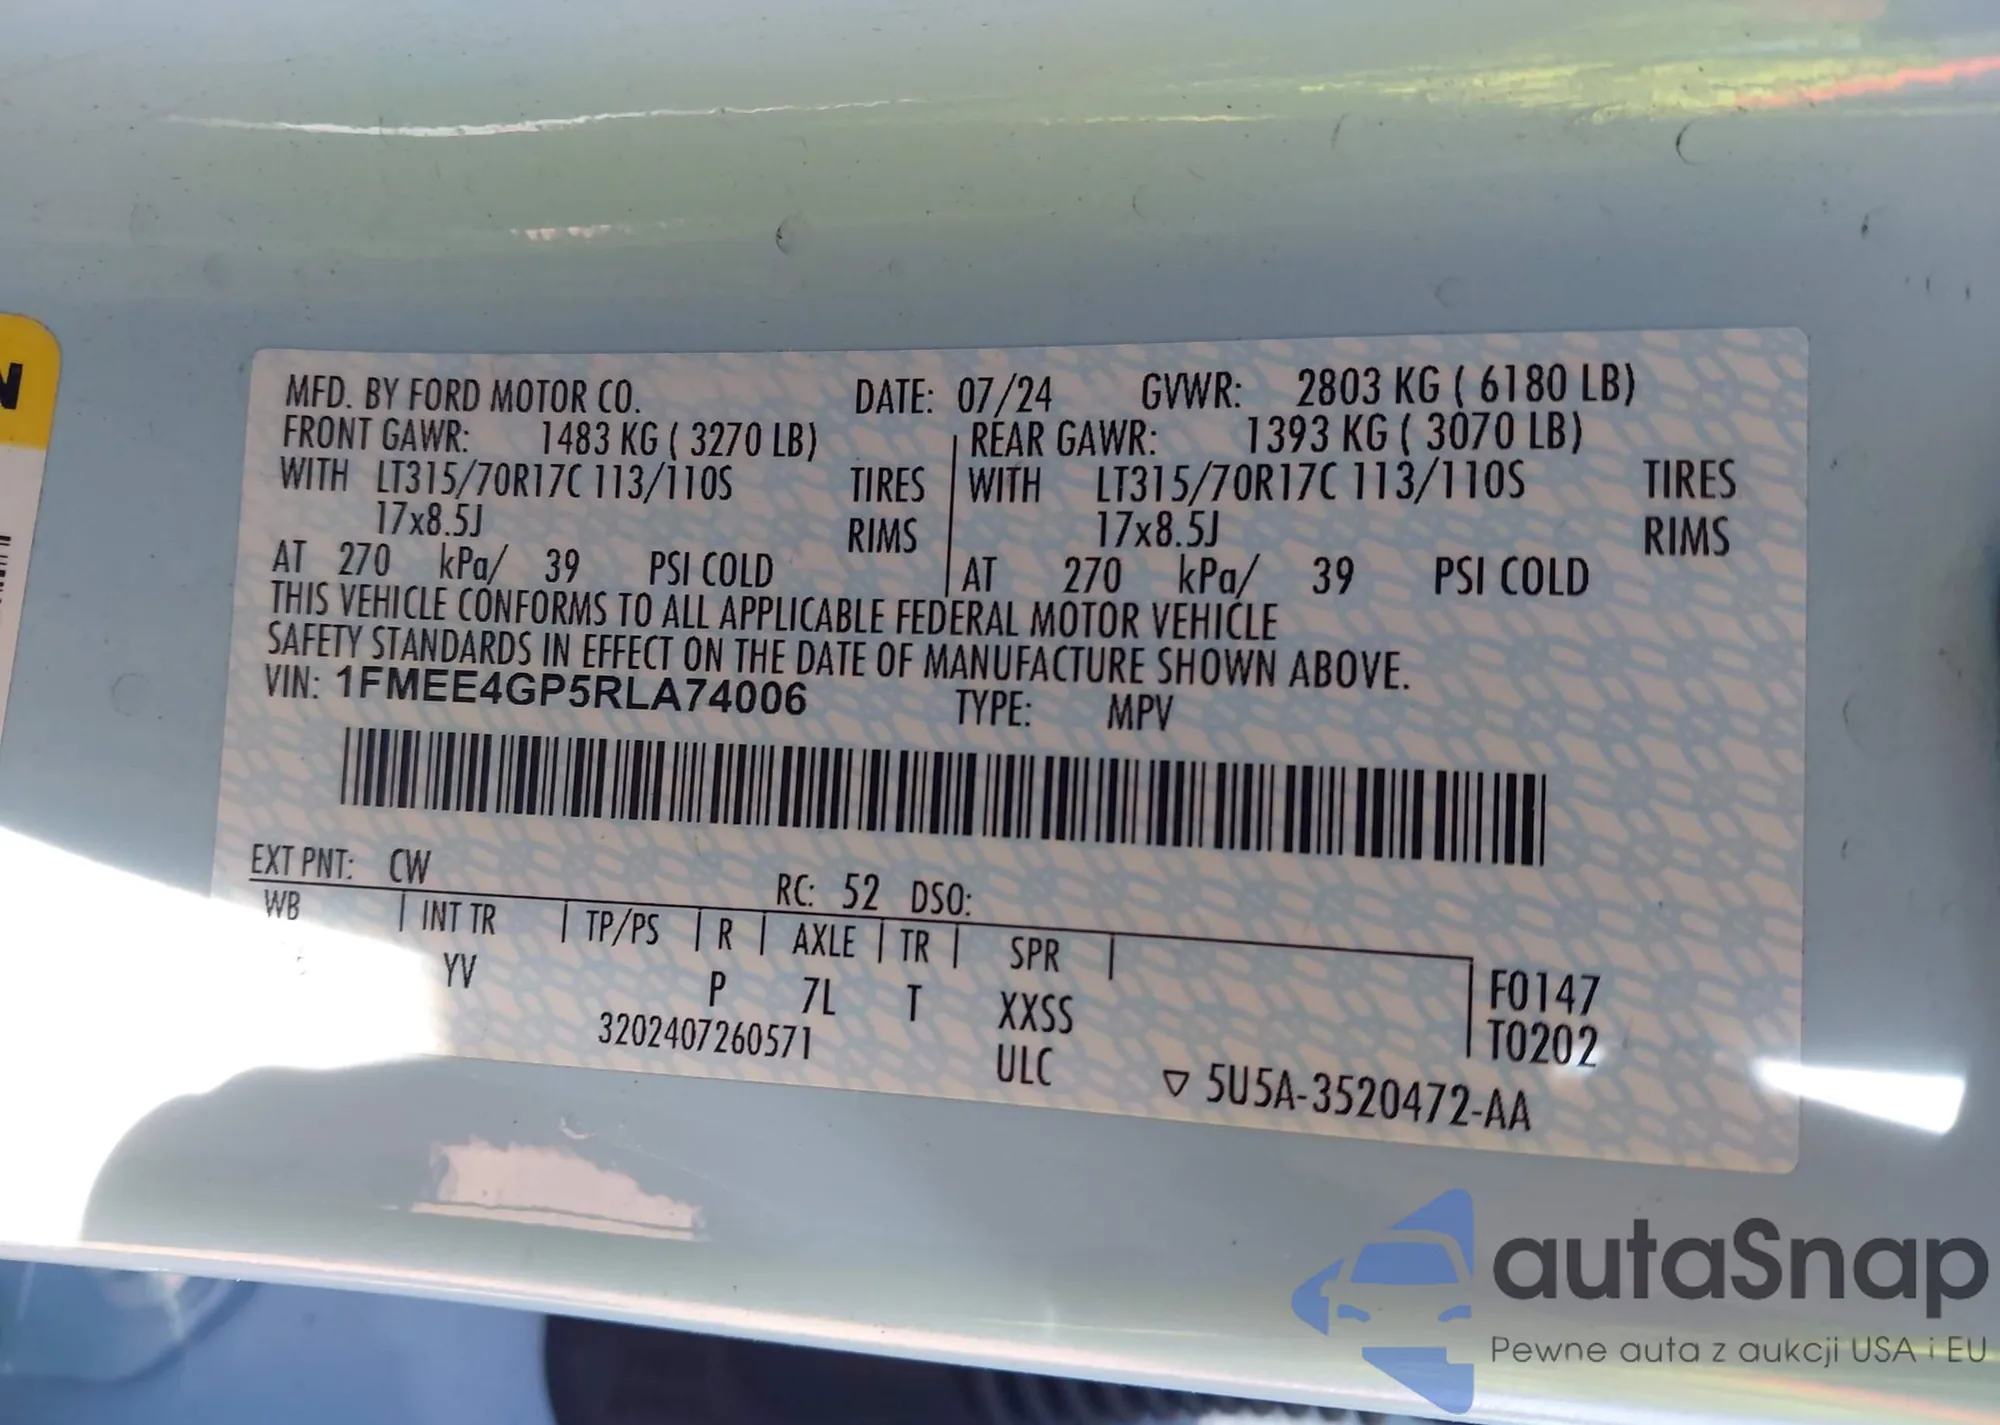 N
MFD. BY FORD MOTOR CO. DATE: 07/24 GVWR: 2803 KG ( 6180 LB)
FRONT GAWR: 1483 KG ( 3270 LB) REAR GAWR: 1393 KG ( 3070 LB)
WITH LT315/70R17C 113/110S TIRES WITH LT315/70R17C 113/110S TIRES
17x8.5J RIMS 17x8.5J RIMS
AT 270 kPa/ 39 PSI COLD AT 270 kPa/ 39 PSI COLD
THIS VEHICLE CONFORMS TO ALL APPLICABLE FEDERAL MOTOR VEHICLE
SAFETY STANDARDS IN EFFECT ON THE DATE OF MANUFACTURE SHOWN ABOVE.
VIN: 1FMEE4GP5RLA74006 TYPE: MPV
EXT PNT: CW RC: 52 DSO:
WB INT TR TP/PS R AXLE TR SPR
YV P 7L T XXSS F0147
3202407260571 ULC T0202
5U5A-3520472-AA
autaSnap
Pewne auta z aukcji USA i EU